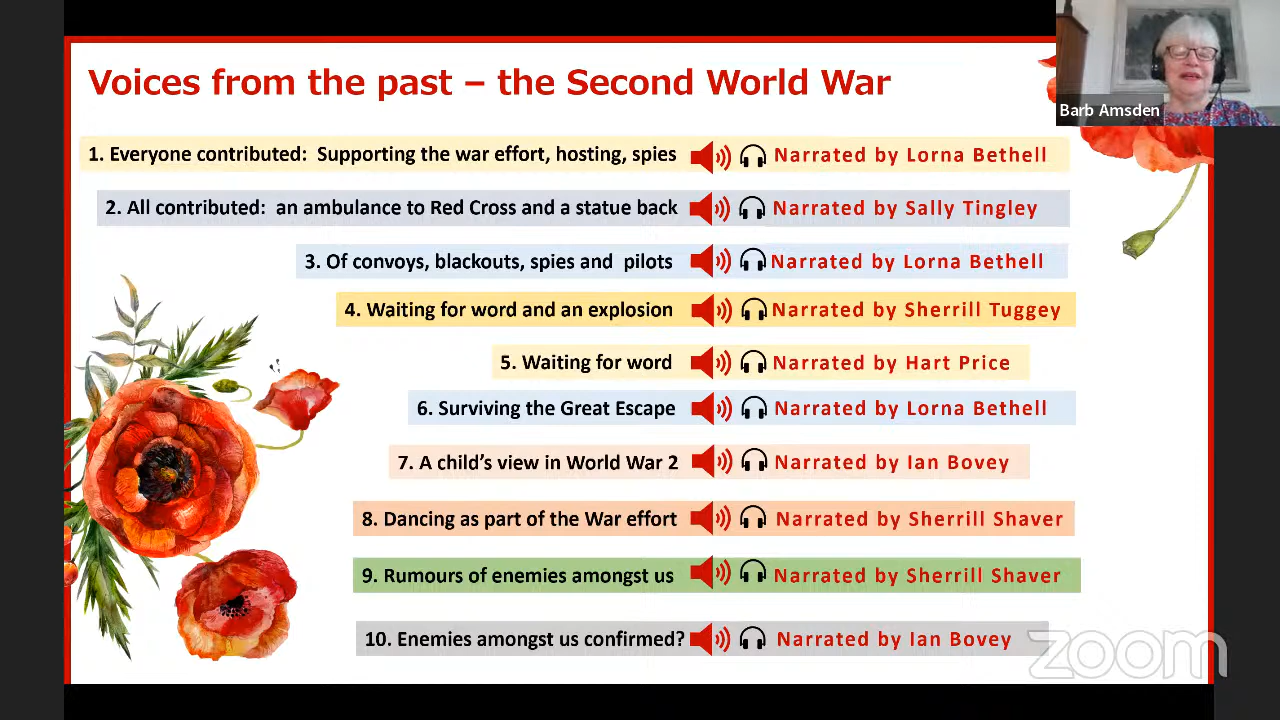 Voices from the past – the Second World War
Barb Amsden
1. Everyone contributed: Supporting the war effort, hosting, spies Narrated by Lorna Bethell
2. All contributed: an ambulance to Red Cross and a statue back Narrated by Sally Tingley
3. Of convoys, blackouts, spies and pilots Narrated by Lorna Bethell
4. Waiting for word and an explosion Narrated by Sherrill Tuggey
5. Waiting for word Narrated by Hart Price
6. Surviving the Great Escape Narrated by Lorna Bethell
7. A child's view in World War 2 Narrated by Ian Bovey
8. Dancing as part of the War effort Narrated by Sherrill Shaver
9. Rumours of enemies amongst us Narrated by Sherrill Shaver
10. Enemies amongst us confirmed? Narrated by Ian Bovey
zoom